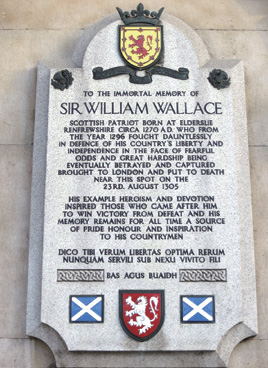 TO THE IMMORTAL MEMORY OF
SIR WILLIAM WALLACE
SCOTTISH PATRIOT BORN AT ELDERSLIE
RENFREWSHIRE CIRCA 1270 A.D. WHO FROM
THE YEAR 1296 FOUGHT DAUNTLESSLY
IN DEFENCE OF HIS COUNTRY'S LIBERTY AND
INDEPENDENCE IN THE FACE OF FEARFUL
ODDS AND GREAT HARDSHIP BEING
EVENTUALLY BETRAYED AND CAPTURED
BROUGHT TO LONDON AND PUT TO DEATH
NEAR THIS SPOT ON THE
23RD. AUGUST 1305
HIS EXAMPLE HEROISM AND DEVOTION
INSPIRED THOSE WHO CAME AFTER HIM
TO WIN VICTORY FROM DEFEAT AND HIS
MEMORY REMAINS FOR ALL TIME A SOURCE
OF PRIDE HONOUR AND INSPIRATION
TO HIS COUNTRYMEN
DICO TIBI VERUM LIBERTAS OPTIMA RERUM
NUNQUAM SERVILI SUB NEXU VIVITO FILI
BAS AGUS BUAIDH